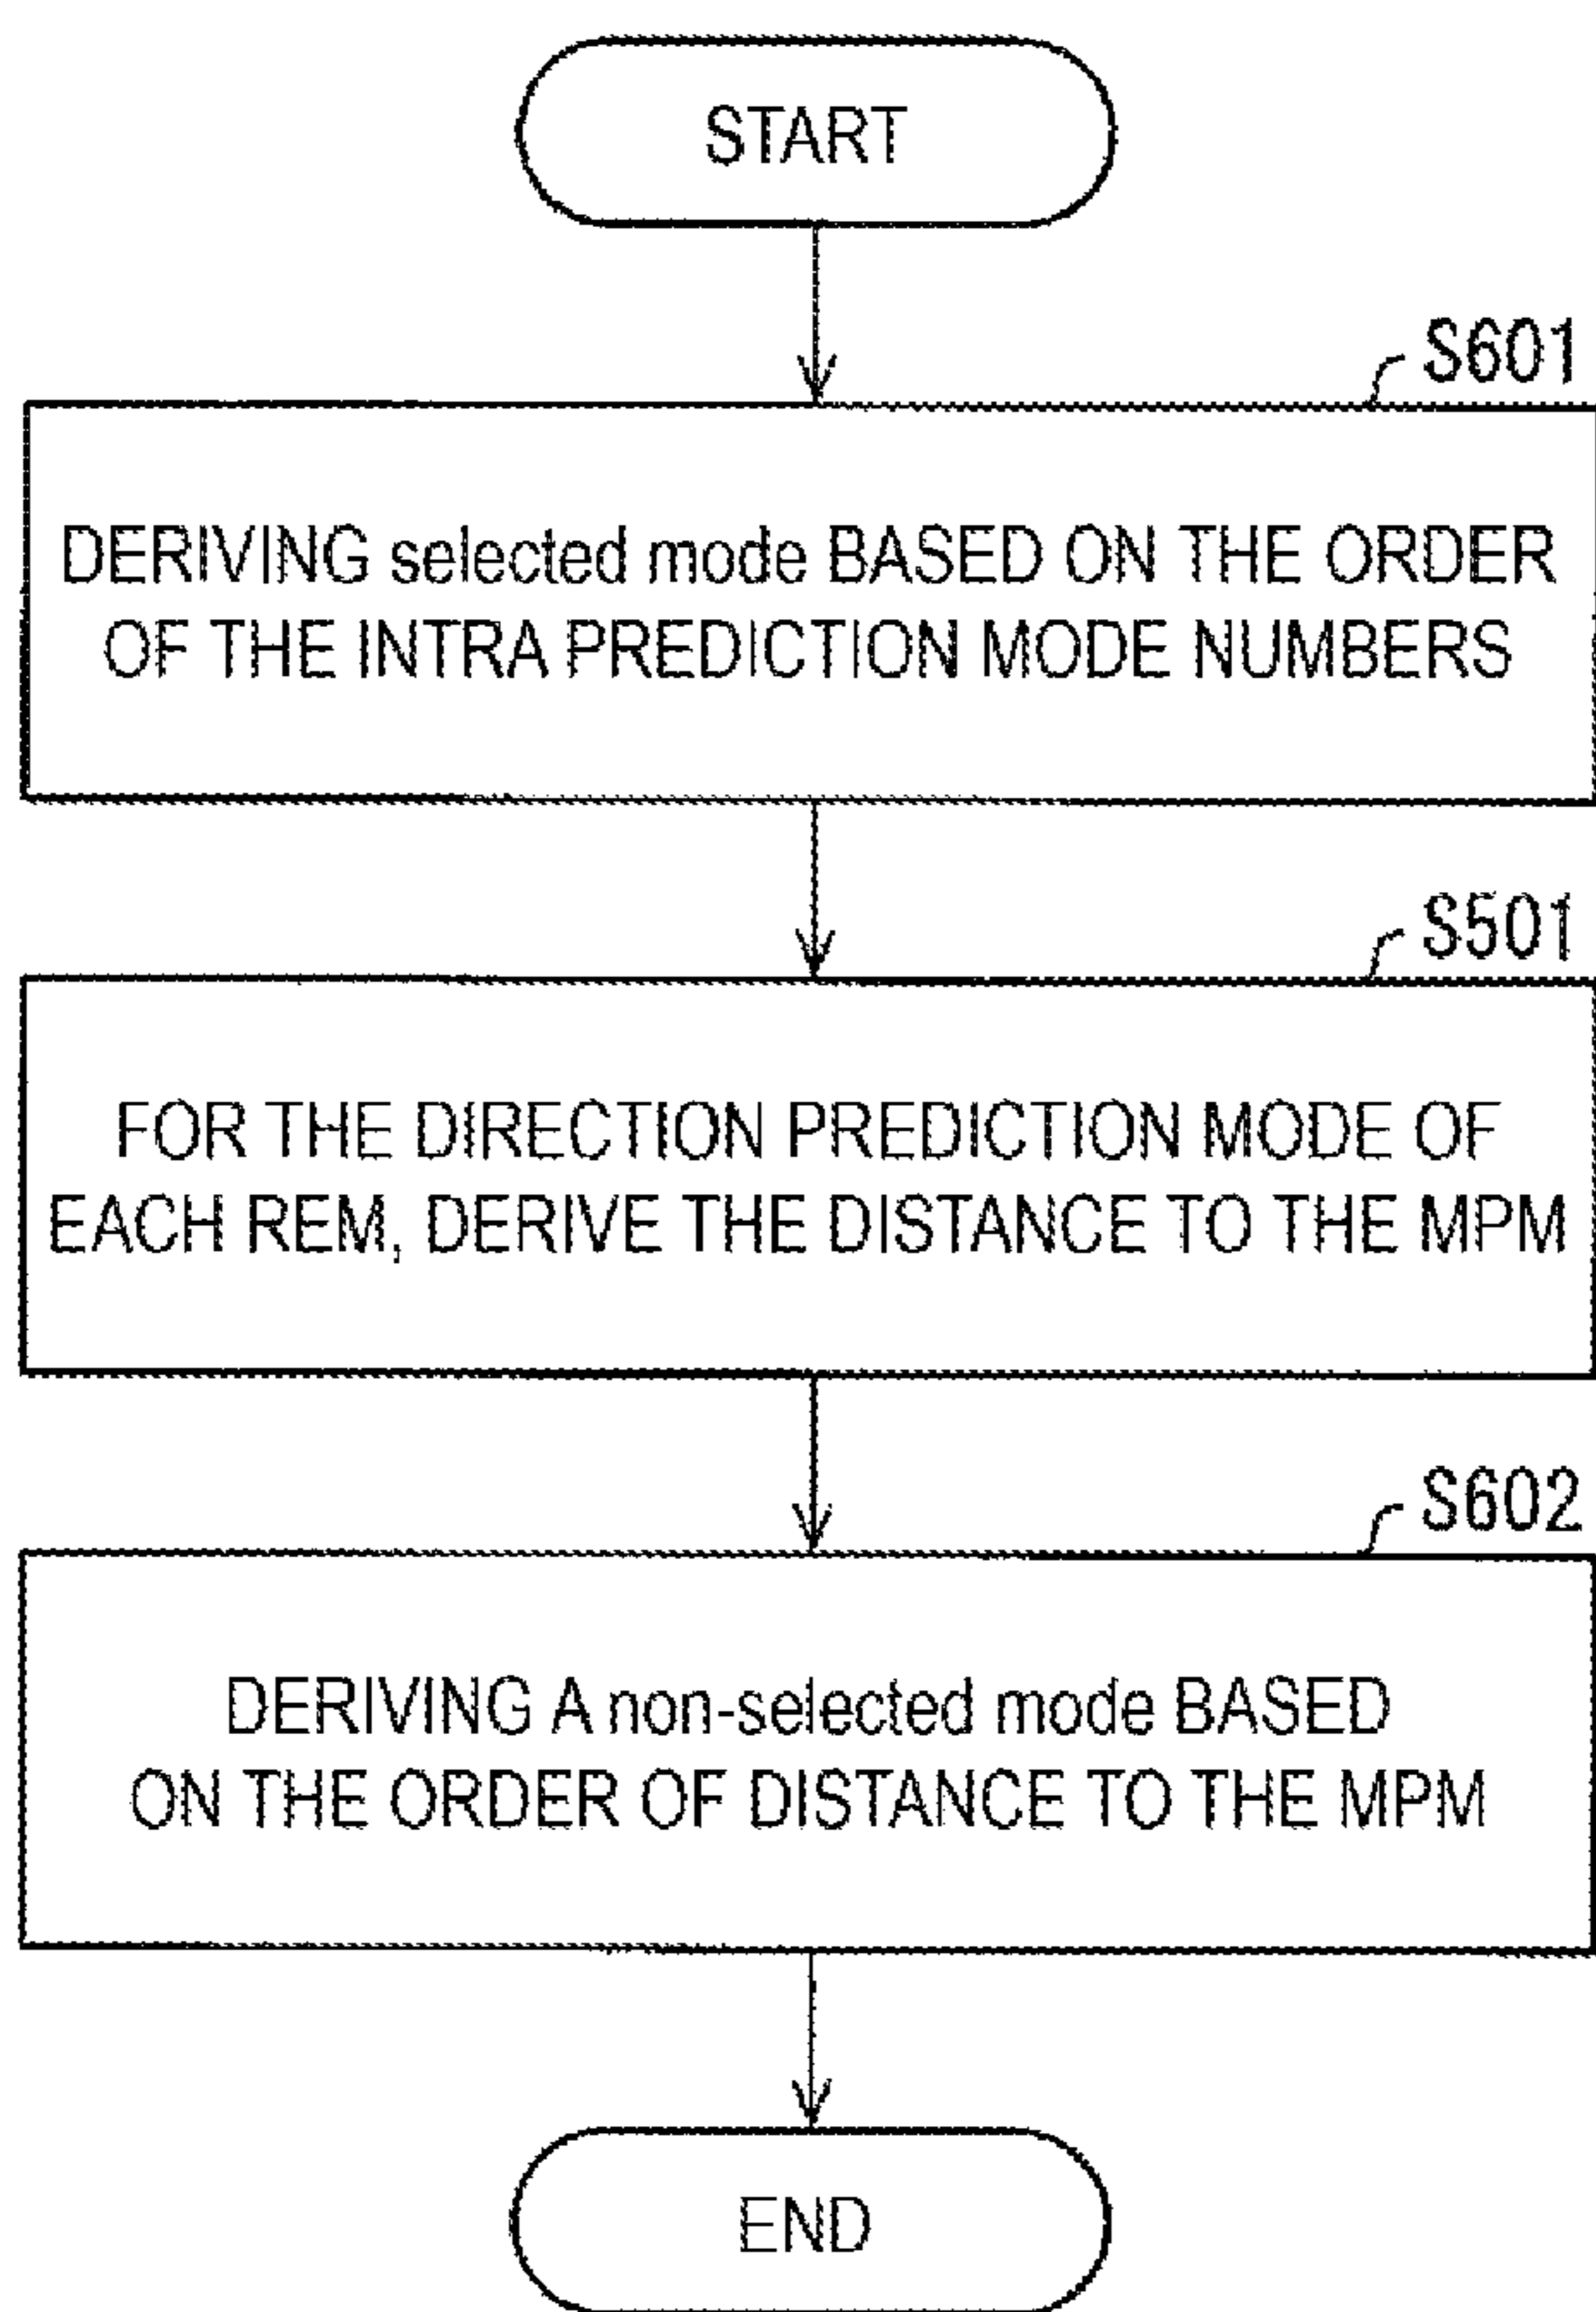 START
S601
DERIVING selected mode BASED ON THE ORDER
OF THE INTRA PREDICTION MODE NUMBERS
S501
FOR THE DIRECTION PREDICTION MODE OF
EACH REM, DERIVE THE DISTANCE TO THE MPM
S602
DERIVING A non-selected mode BASED
ON THE ORDER OF DISTANCE TO THE MPM
END